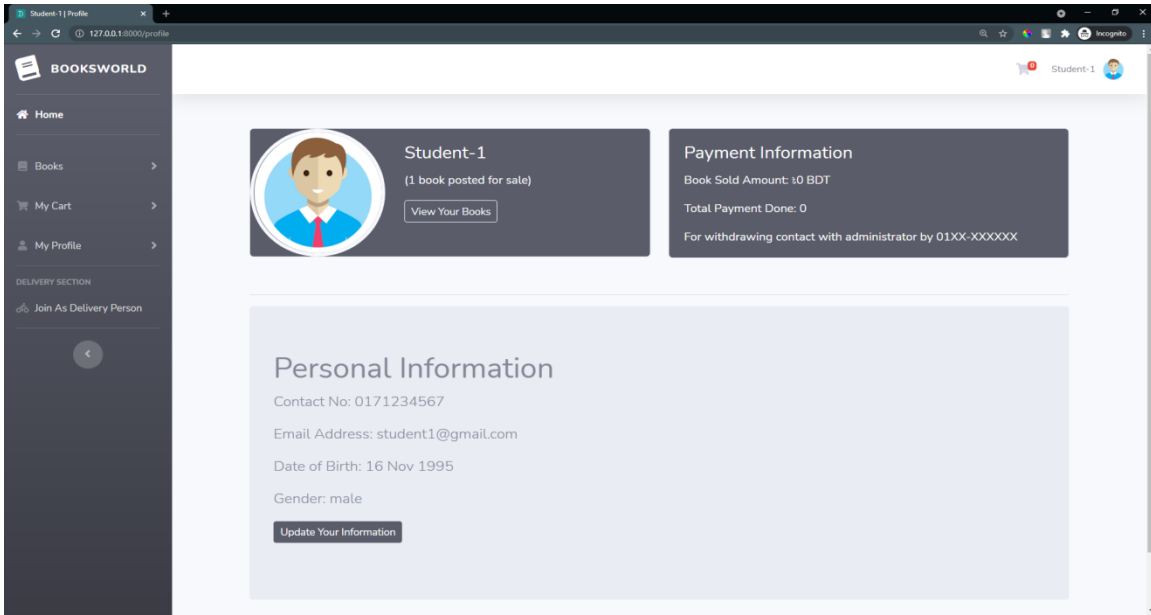 Student-1 | Profile
127.0.0.1:8000/profile
Incognito
BOOKSWORLD
0
Student-1
Home
Books
My Cart
My Profile
DELIVERY SECTION
Join As Delivery Person
Student-1
(1 book posted for sale)
View Your Books
Payment Information
Book Sold Amount: ৳0 BDT
Total Payment Done: 0
For withdrawing contact with administrator by 01XX-XXXXXX
Personal Information
Contact No: 0171234567
Email Address: student1@gmail.com
Date of Birth: 16 Nov 1995
Gender: male
Update Your Information